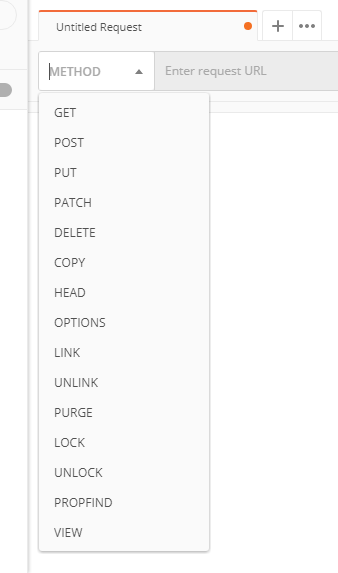 Untitled Request
METHOD
Enter request URL
GET
POST
PUT
PATCH
DELETE
COPY
HEAD
OPTIONS
LINK
UNLINK
PURGE
LOCK
UNLOCK
PROPFIND
VIEW